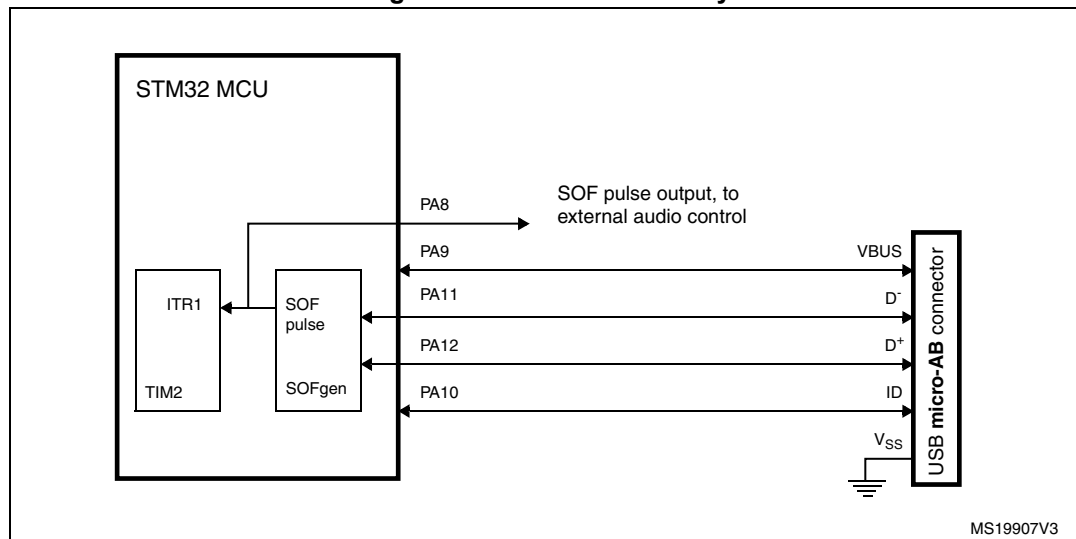 STM32 MCU
PA8
SOF pulse output, to
external audio control
PA9
VBUS
ITR1
SOF
pulse
PA11
D-
PA12
D+
TIM2
SOFgen
PA10
ID
VSS
USB micro-AB connector
MS19907V3